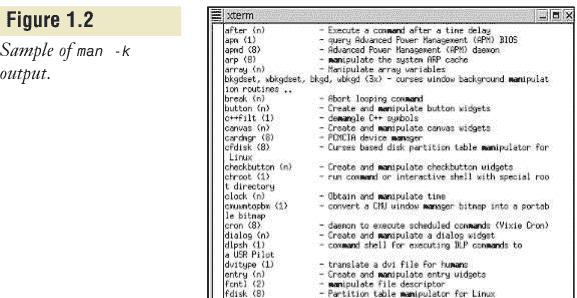 Figure 1.2
Sample of man -k
output.
xterm
after (n) - Execute a command after a time delay
apm (1) - query Advanced Power Management (APM) BIOS
apmd (8) - Advanced Power Management (APM) daemon
arp (8) - manipulate the system ARP cache
array (n) - Manipulate array variables
bkgdset, wbkgdset, bkgd, wbkgd (3x) - curses window background manipulat
ion routines ..
break (n) - Abort looping command
button (n) - Create and manipulate button widgets
c++filt (1) - demangle C++ symbols
canvas (n) - Create and manipulate canvas widgets
cardmgr (8) - PCMCIA device manager
cfdisk (8) - Curses based disk partition table manipulator for
Linux
checkbutton (n) - Create and manipulate checkbutton widgets
chroot (1) - run command or interactive shell with special roo
t directory
clock (n) - Obtain and manipulate time
cmuwmtopbm (1) - convert a CMU window manager bitmap into a portab
le bitmap
cron (8) - daemon to execute scheduled commands (Vixie Cron)
dialog (n) - Create and manipulate a dialog widget
dlpsh (1) - command shell for executing DLP commands to
a USR Pilot
dvitype (1) - translate a dvi file for humans
entry (n) - Create and manipulate entry widgets
fcntl (2) - manipulate file descriptor
fdisk (8) - Partition table manipulator for Linux